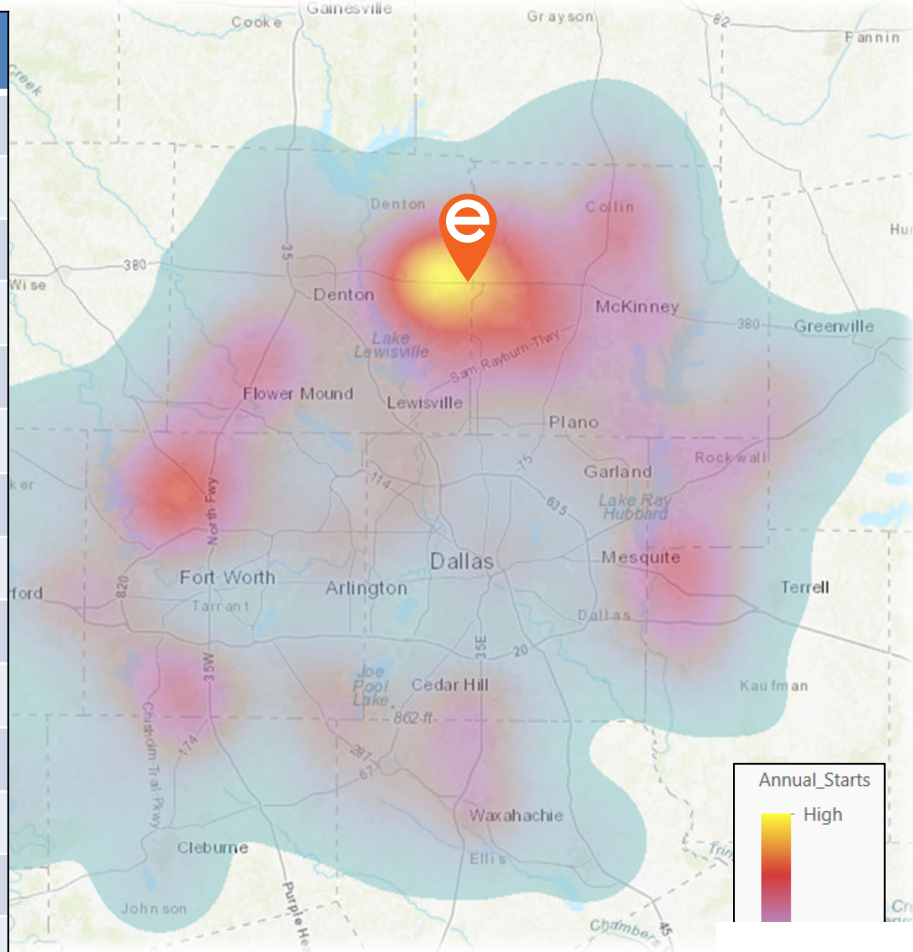 Gainesville
Cooke
Grayson
82
Fannin
Creek
Denton
Collin
e
35
380
Wise
Denton
McKinney
380
Greenville
Lake
Lewisville
Sam Rayburn-Tlwy
Flower Mound
Lewisville
Plano
Rockwall
Garland
114
75
635
Lake Ray
Hubbard
North Fwy
Mesquite
Dallas
Fort Worth
Arlington
Tarrant
820
Terrell
Dallas
35E
20
35W
Joe
Pool
Lake
862 ft
Cedar Hill
Kaufman
Chisholm-Trail-Pkwy
174
287
67
Waxahachie
Cleburne
Ellis
Johnson
Chambers
45
Annual_Starts
High